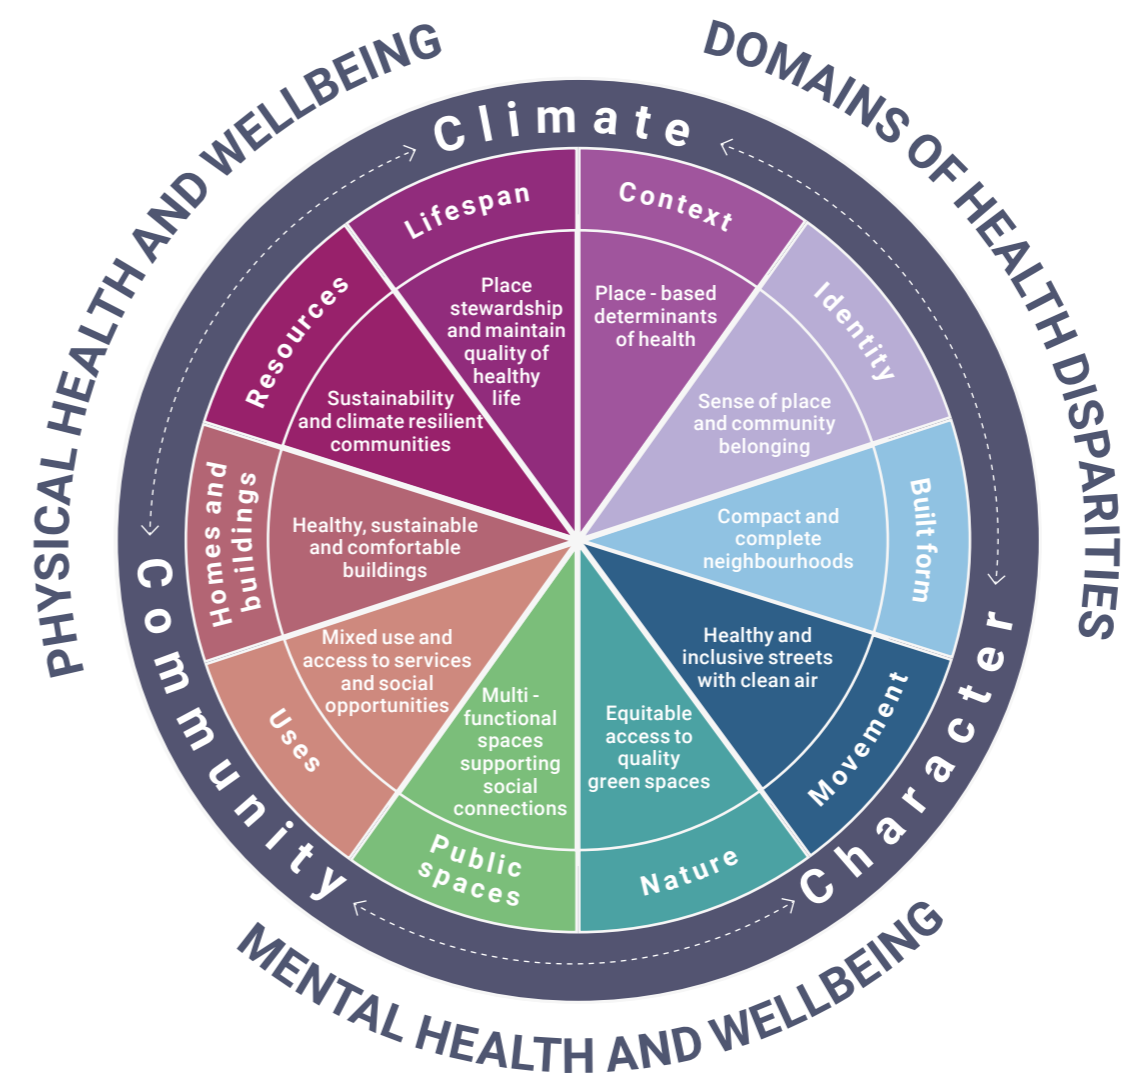 PHYSICAL HEALTH AND WELLBEING
DOMAINS OF HEALTH DISPARITIES
MENTAL HEALTH AND WELLBEING
Climate
Character
Community
Context
Place - based
determinants
of health
Identity
Sense of place
and community
belonging
Built form
Compact and
complete
neighbourhoods
Movement
Healthy and
inclusive streets
with clean air
Nature
Equitable
access to
quality
green spaces
Public
spaces
Multi -
functional
spaces
supporting
social
connections
Uses
Mixed use and
access to services
and social
opportunities
Homes and
buildings
Healthy, sustainable
and comfortable
buildings
Resources
Sustainability
and climate resilient
communities
Lifespan
Place
stewardship
and maintain
quality of
healthy
life